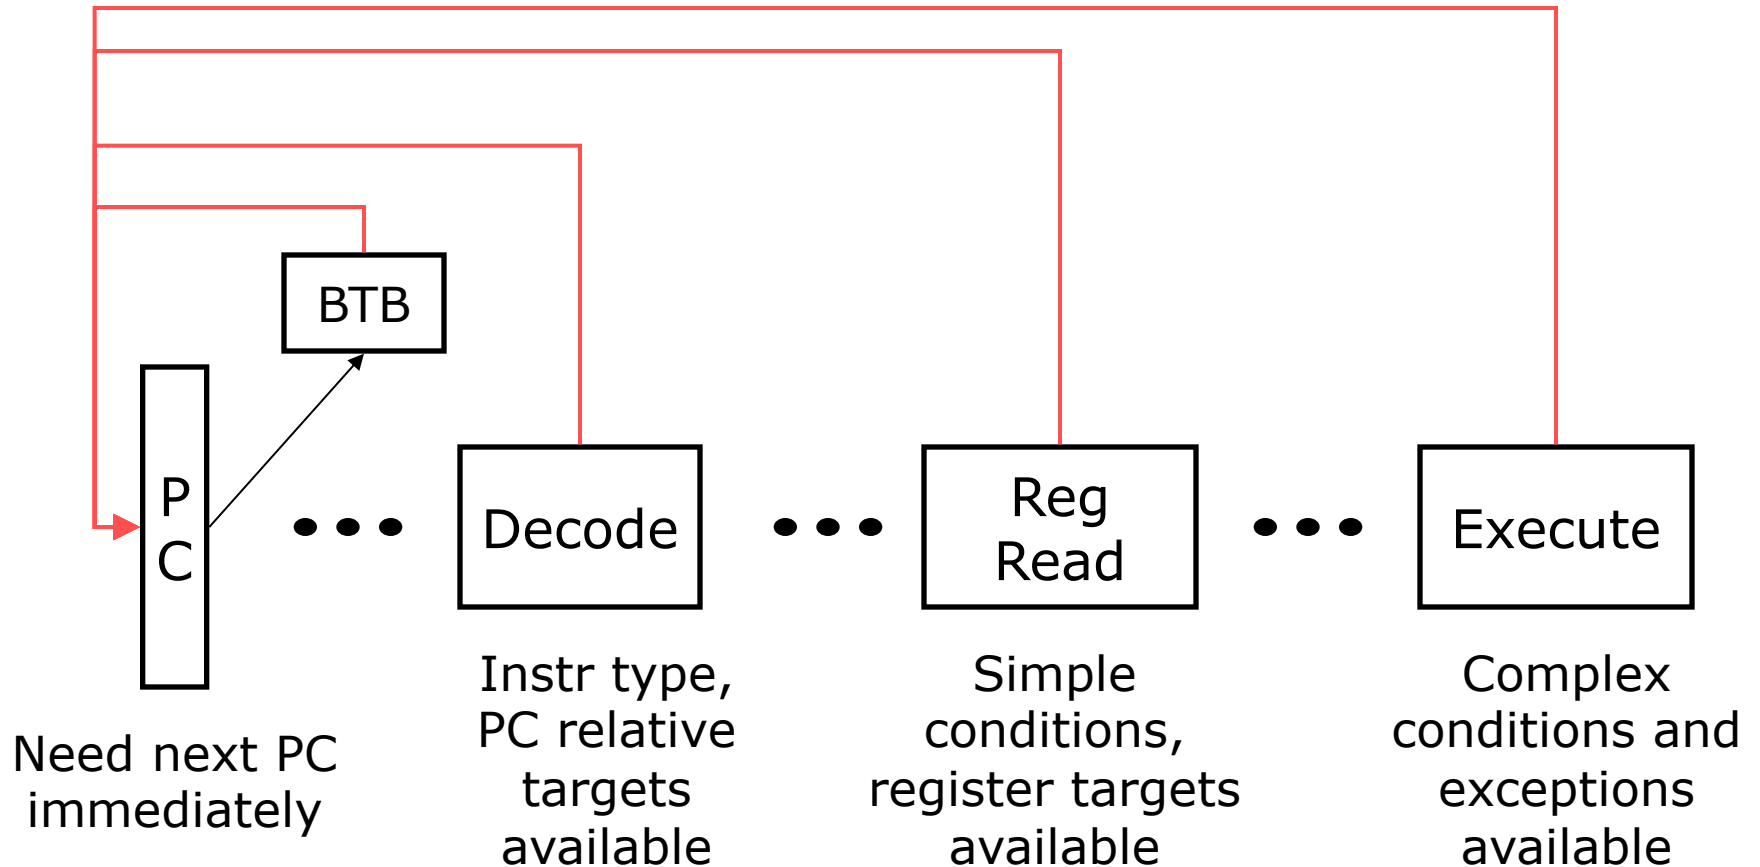 BTB
P
C
Decode
Reg
Read
Execute
Need next PC
immediately
Instr type,
PC relative
targets
available
Simple
conditions,
register targets
available
Complex
conditions and
exceptions
available